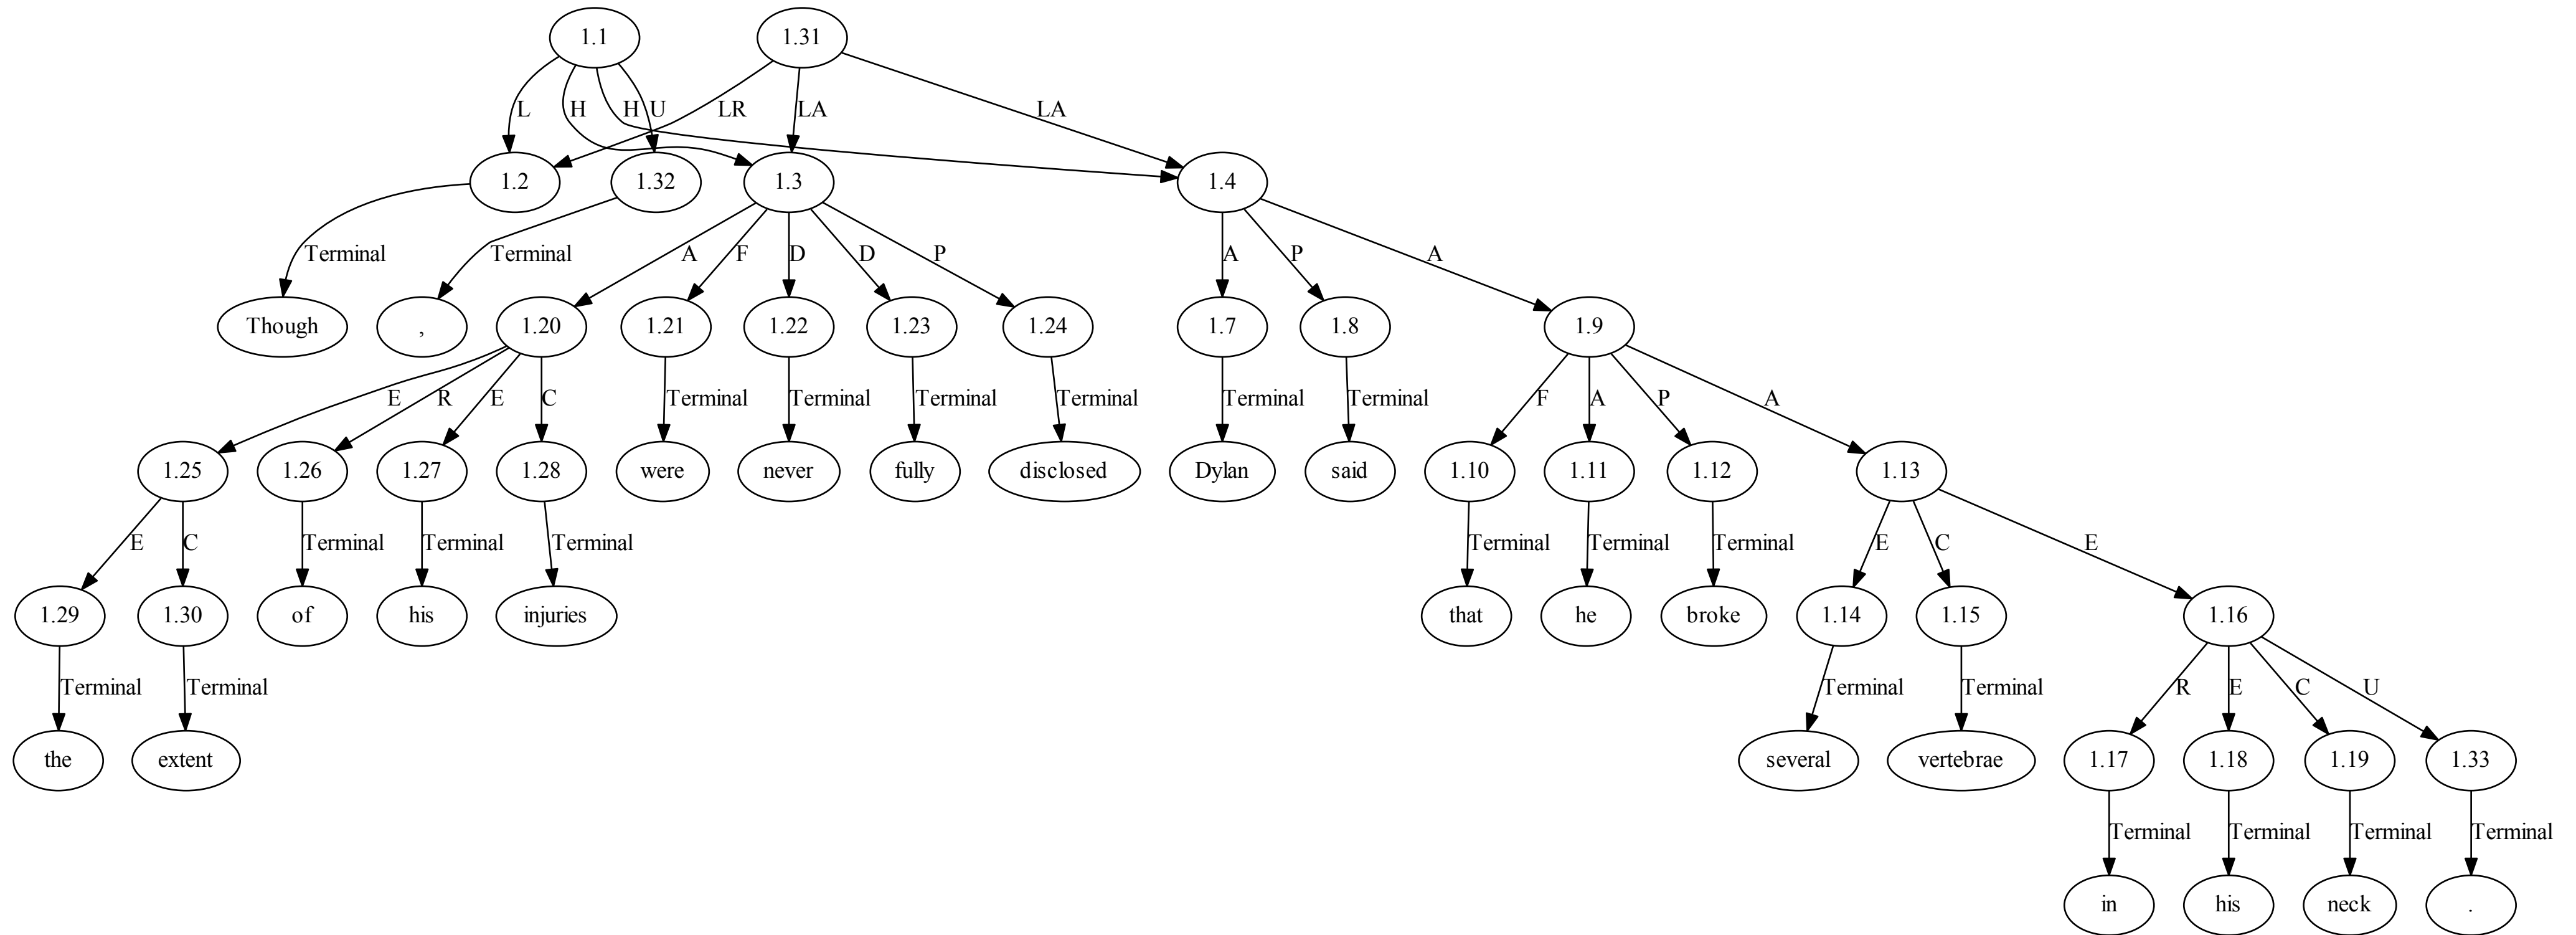 1.1 1.31
L H H U LR LA LA
1.2 1.32 1.3 1.4
Terminal Terminal A F D D P A P A
Though , 1.20 1.21 1.22 1.23 1.24 1.7 1.8 1.9
E R E C Terminal Terminal Terminal Terminal Terminal Terminal F A P A
1.25 1.26 1.27 1.28 were never fully disclosed Dylan said 1.10 1.11 1.12 1.13
E C Terminal Terminal Terminal Terminal Terminal Terminal E C E
1.29 1.30 of his injuries that he broke 1.14 1.15 1.16
Terminal Terminal Terminal Terminal R E C U
the extent several vertebrae 1.17 1.18 1.19 1.33
Terminal Terminal Terminal Terminal
in his neck .